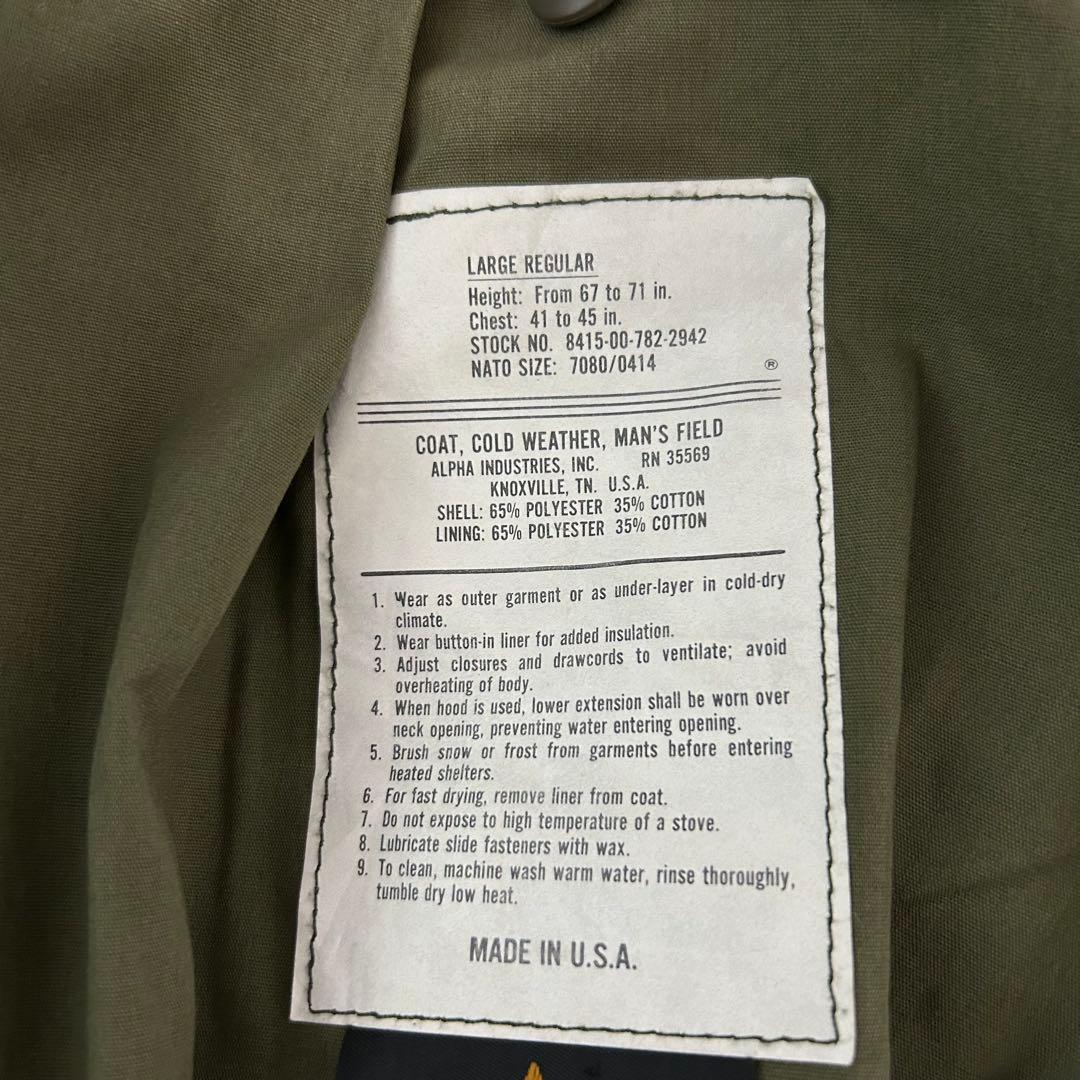 LARGE REGULAR
Height: From 67 to 71 in.
Chest: 41 to 45 in.
STOCK NO. 8415-00-782-2942
NATO SIZE: 7080/0414
®
COAT, COLD WEATHER, MAN'S FIELD
ALPHA INDUSTRIES, INC. RN 35569
KNOXVILLE, TN. U.S.A.
SHELL: 65% POLYESTER 35% COTTON
LINING: 65% POLYESTER 35% COTTON
1. Wear as outer garment or as under-layer in cold-dry
climate.
2. Wear button-in liner for added insulation.
3. Adjust closures and drawcords to ventilate; avoid
overheating of body.
4. When hood is used, lower extension shall be worn over
neck opening, preventing water entering opening.
5. Brush snow or frost from garments before entering
heated shelters.
6. For fast drying, remove liner from coat.
7. Do not expose to high temperature of a stove.
8. Lubricate slide fasteners with wax.
9. To clean, machine wash warm water, rinse thoroughly,
tumble dry low heat.
MADE IN U.S.A.